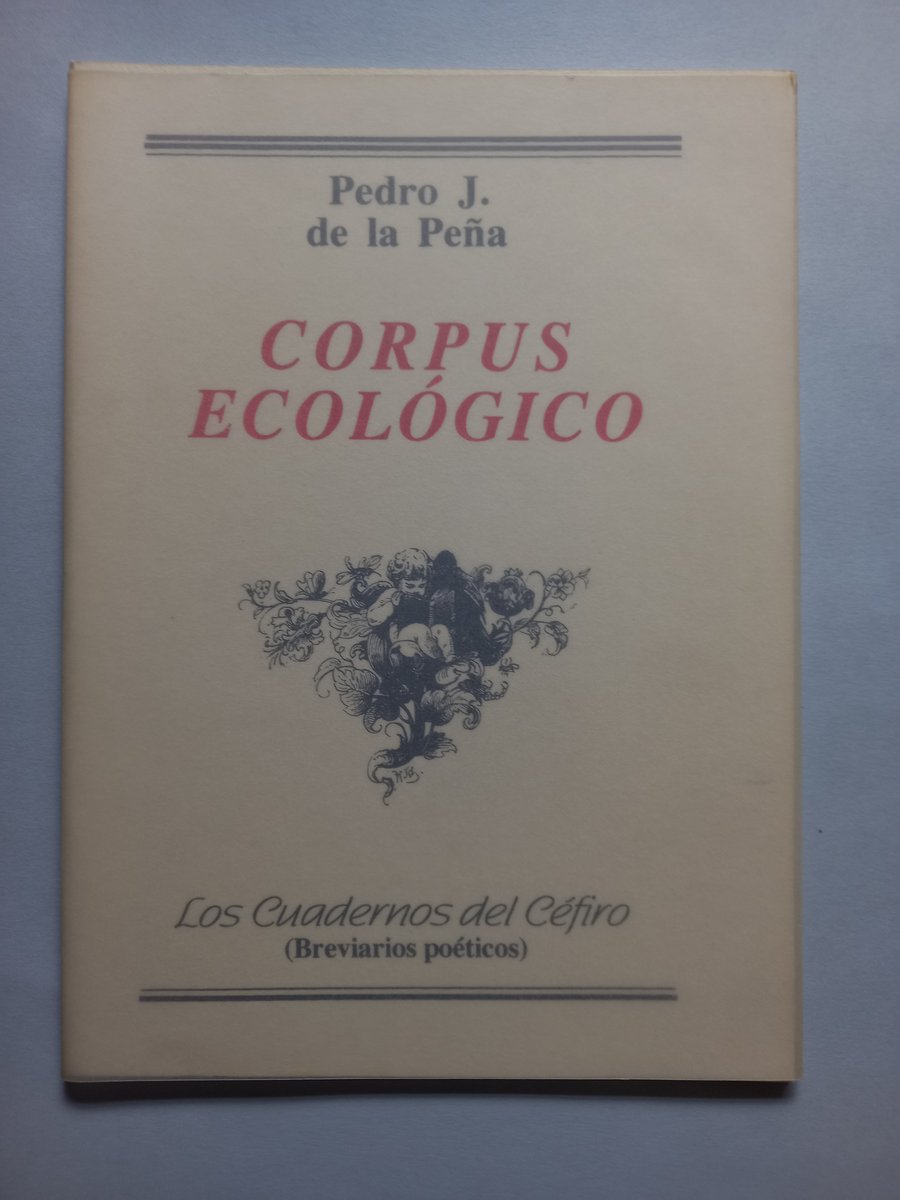 Pedro J.
de la Peña
CORPUS
ECOLÓGICO
Los Cuadernos del Céfiro
(Breviarios poéticos)